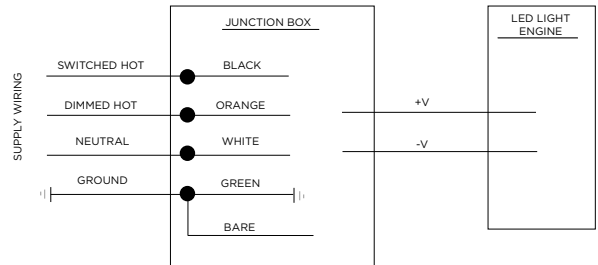 JUNCTION BOX
LED LIGHT
ENGINE
SUPPLY WIRING
SWITCHED HOT
BLACK
DIMMED HOT
ORANGE
+V
NEUTRAL
WHITE
-V
GROUND
GREEN
BARE